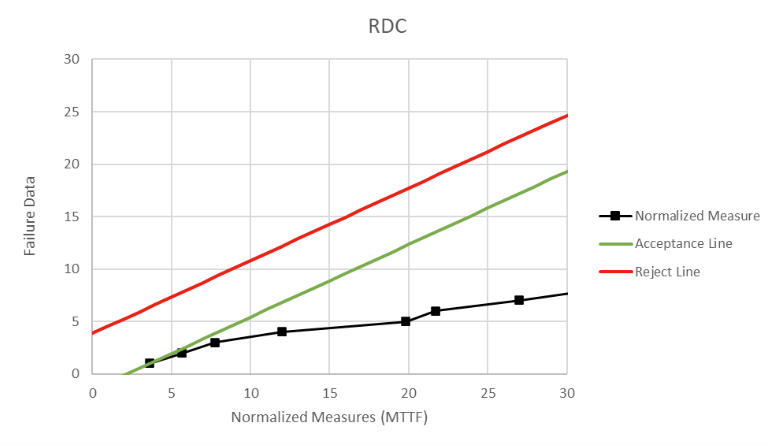 RDC
30
25
20
15
10
5
0
Failure Data
0 5 10 15 20 25 30
Normalized Measures (MTTF)
Normalized Measure
Acceptance Line
Reject Line